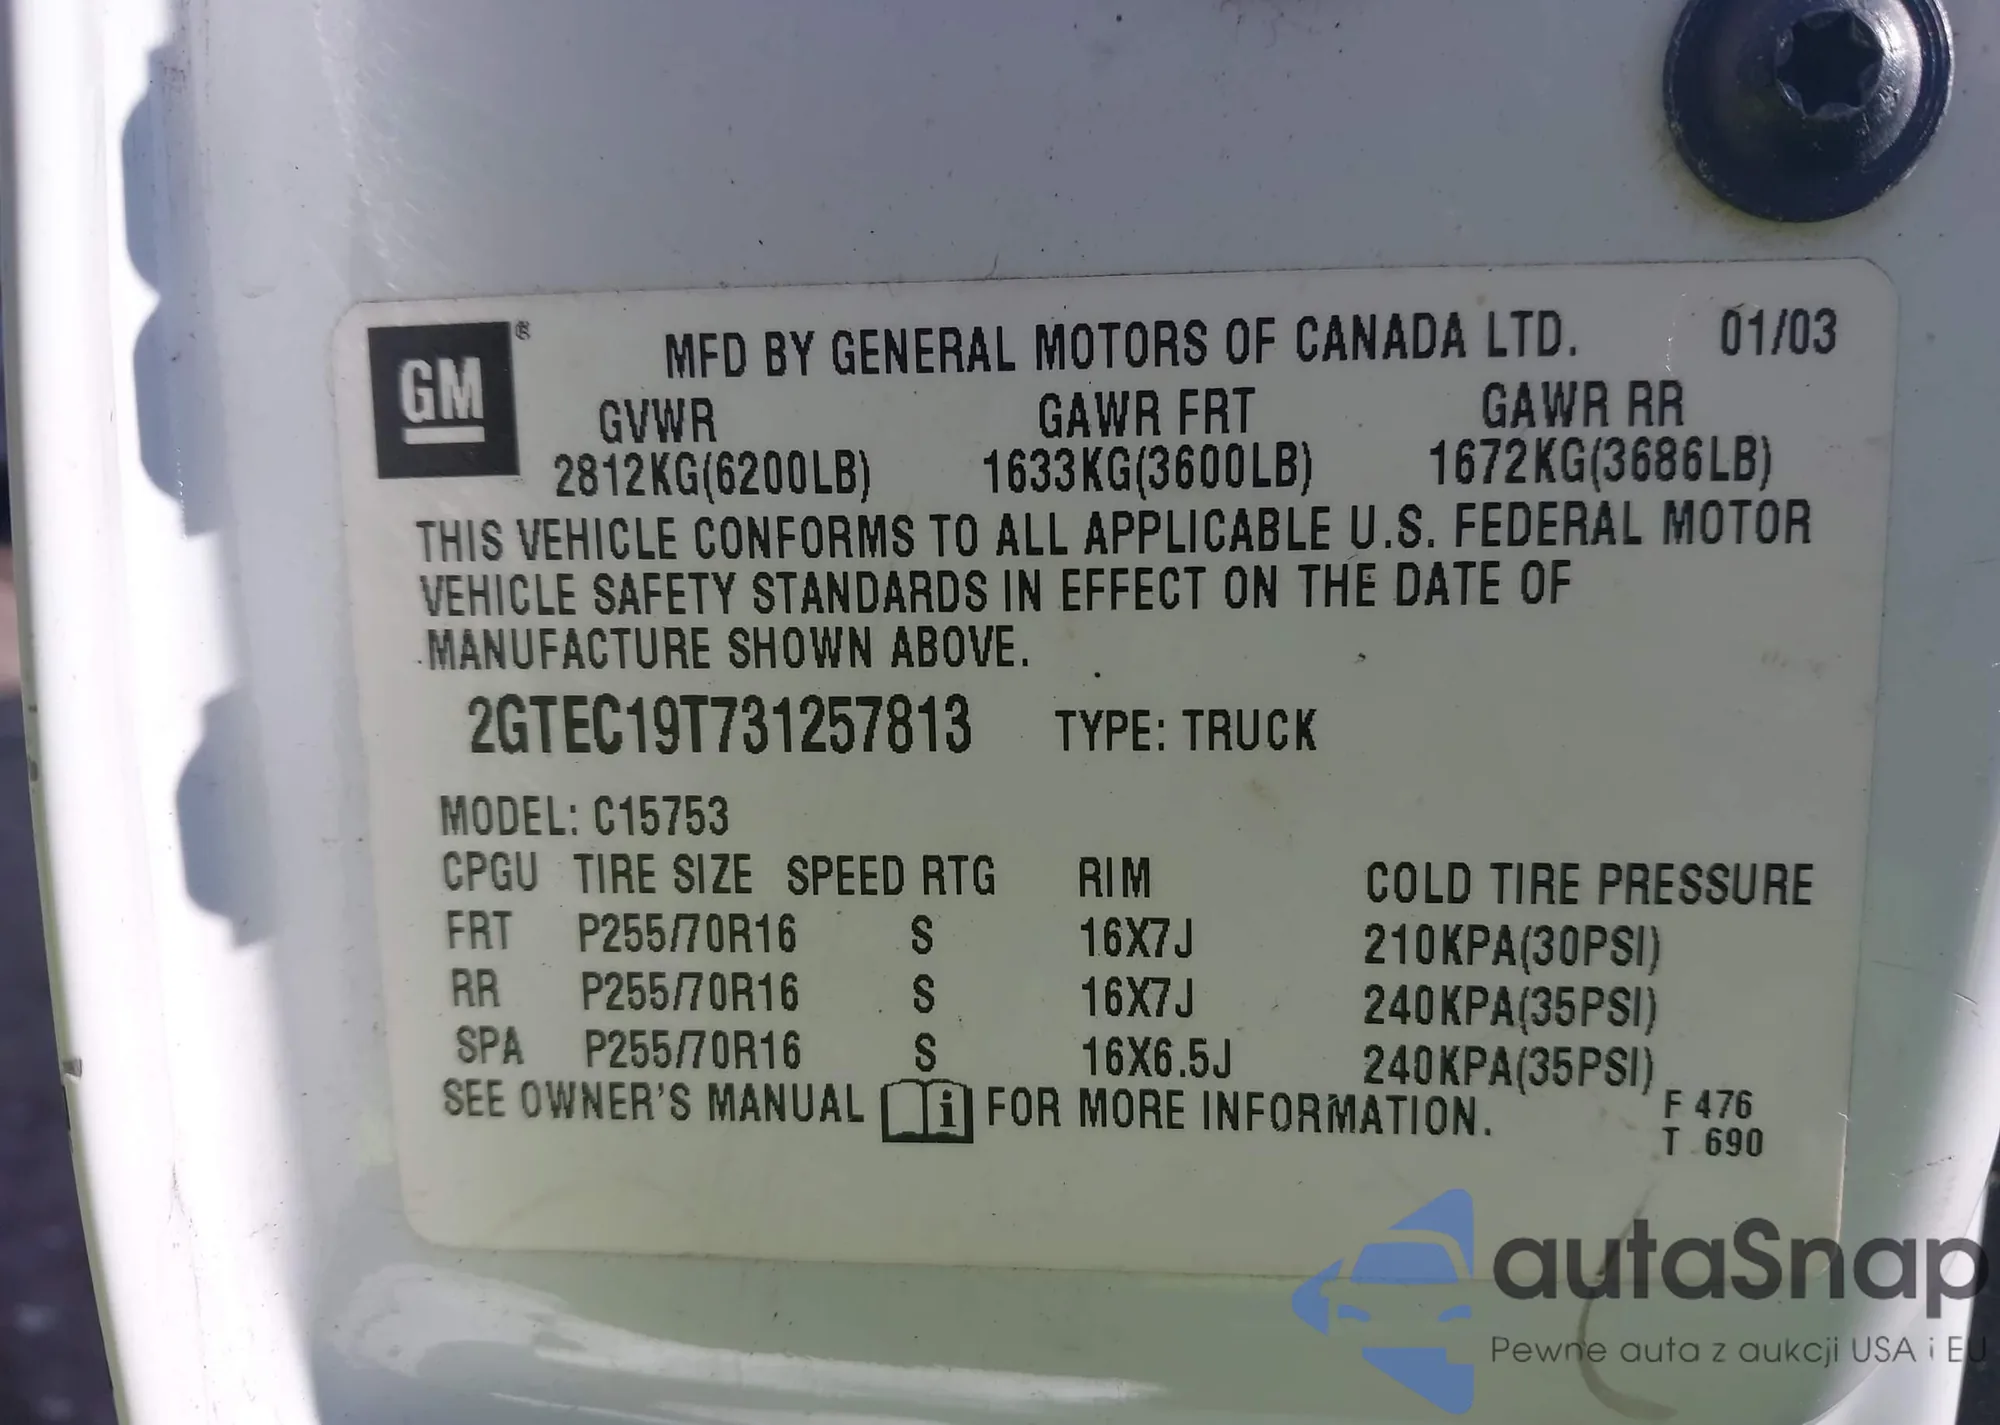 GM®
MFD BY GENERAL MOTORS OF CANADA LTD. 01/03
GVWR GAWR FRT GAWR RR
2812KG(6200LB) 1633KG(3600LB) 1672KG(3686LB)
THIS VEHICLE CONFORMS TO ALL APPLICABLE U.S. FEDERAL MOTOR
VEHICLE SAFETY STANDARDS IN EFFECT ON THE DATE OF
MANUFACTURE SHOWN ABOVE.
2GTEC19T731257813 TYPE: TRUCK
MODEL: C15753
CPGU TIRE SIZE SPEED RTG RIM COLD TIRE PRESSURE
FRT P255/70R16 S 16X7J 210KPA(30PSI)
RR P255/70R16 S 16X7J 240KPA(35PSI)
SPA P255/70R16 S 16X6.5J 240KPA(35PSI)
SEE OWNER'S MANUAL i FOR MORE INFORMATION.
F 476
T 690
autaSnap
Pewne auta z aukcji USA i EU